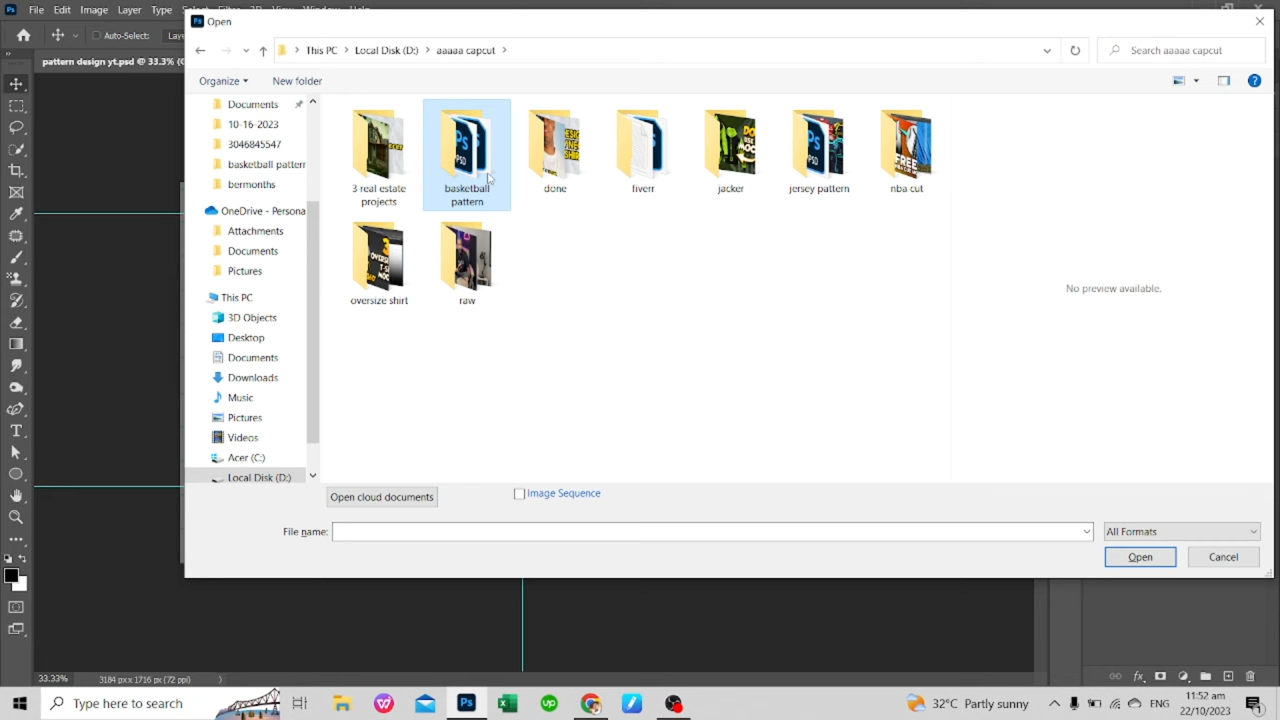 File Edit Image Layer Type
Open
Auto-Select:
This PC > Local Disk (D:) > aaaaa capcut >
Search aaaaa capcut
pattern design yt.psd @ 33.3%
Organize
New folder
Documents
10-16-2023
3046845547
basketball pattern
bermonths
OneDrive - Persona
Attachments
Documents
Pictures
This PC
3D Objects
Desktop
Documents
Downloads
Music
Pictures
Videos
Acer (C:)
Local Disk (D:)
3 real estate
projects
basketball
pattern
done
fiverr
jacker
jersey pattern
nba cut
oversize shirt
raw
No preview available.
Open cloud documents
Image Sequence
File name:
All Formats
Open
Cancel
33.33%
3184 px x 1716 px (72 ppi)
Type here to search
32°C Partly sunny
ENG
11:52 am
22/10/2023